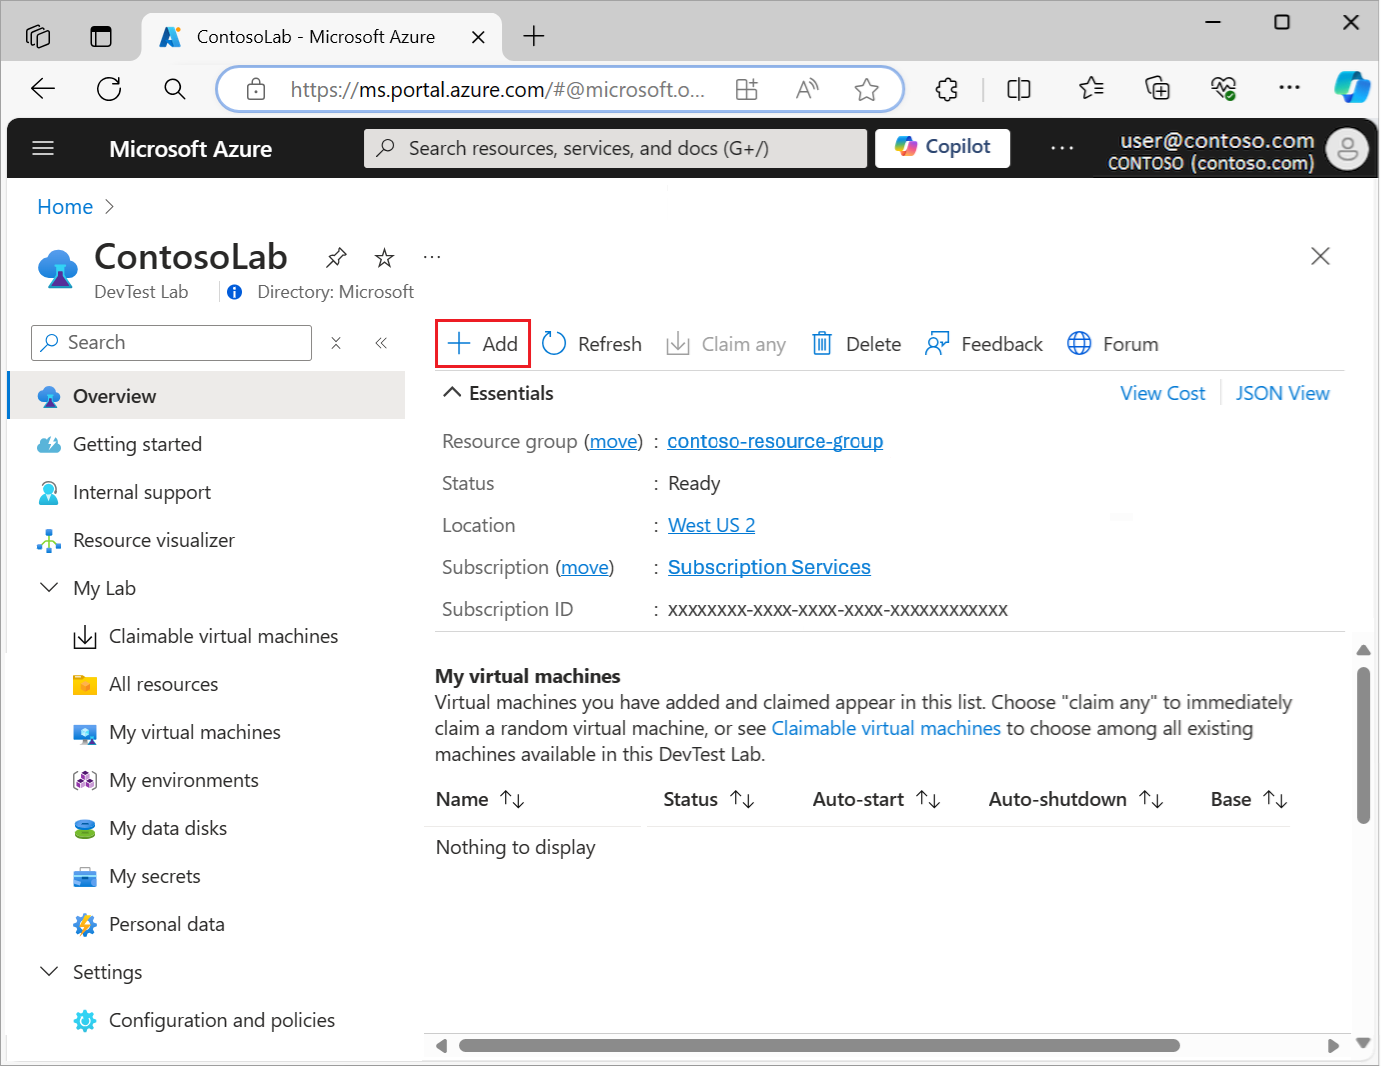 ContosoLab - Microsoft Azure
https://ms.portal.azure.com/#@microsoft.o...
Microsoft Azure
Search resources, services, and docs (G+/)
Copilot
user@contoso.com
CONTOSO (contoso.com)
Home
ContosoLab
DevTest Lab
Directory: Microsoft
Search
Add
Refresh
Claim any
Delete
Feedback
Forum
Overview
Getting started
Internal support
Resource visualizer
My Lab
Claimable virtual machines
All resources
My virtual machines
My environments
My data disks
My secrets
Personal data
Settings
Configuration and policies
Essentials
View Cost
JSON View
Resource group (move) : contoso-resource-group
Status : Ready
Location : West US 2
Subscription (move) : Subscription Services
Subscription ID : xxxxxxxx-xxxx-xxxx-xxxx-xxxxxxxxxxxx
My virtual machines
Virtual machines you have added and claimed appear in this list. Choose "claim any" to immediately
claim a random virtual machine, or see Claimable virtual machines to choose among all existing
machines available in this DevTest Lab.
Name Status Auto-start Auto-shutdown Base
Nothing to display